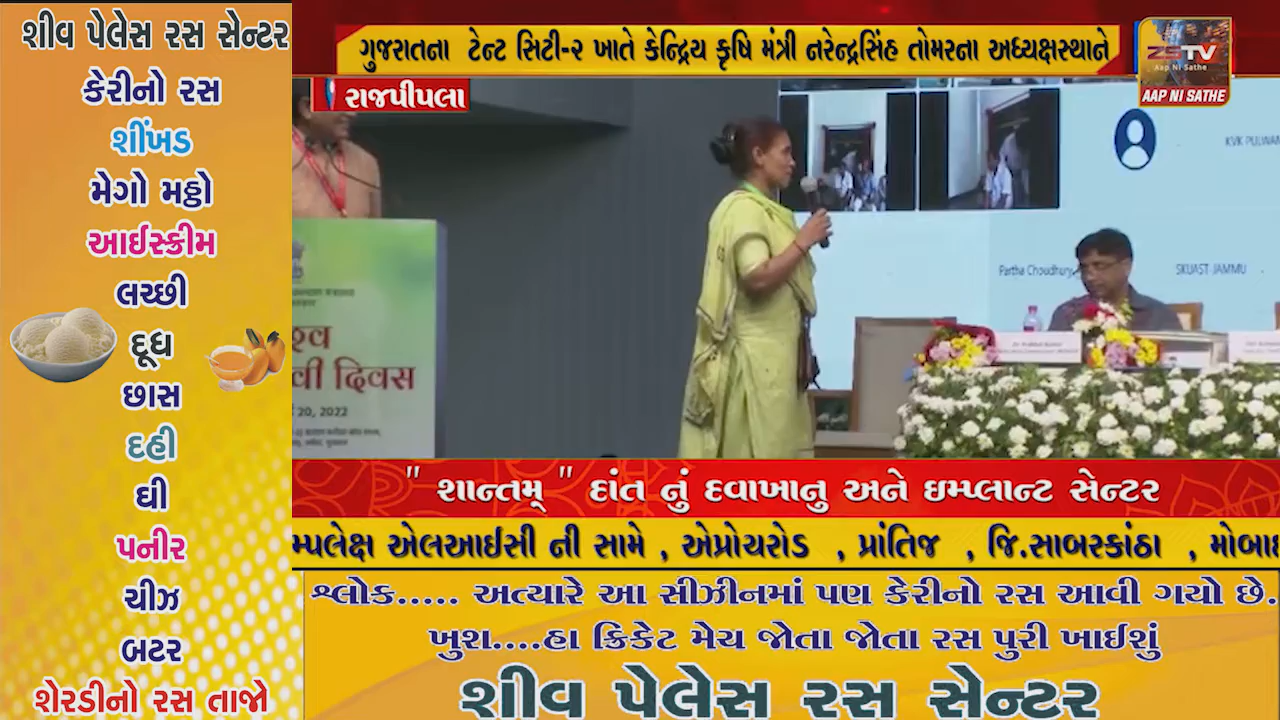 શીવ પેલેસ રસ સેન્ટર
કેરીનો રસ
શીંખડ
મેગો મઠ્ઠો
આઈસ્ક્રીમ
લચ્છી
દૂધ
છાસ
દહી
ઘી
પનીર
ચીઝ
બટર
શેરડીનો રસ તાજો
ગુજરાતના ટેન્ટ સિટી-૨ ખાતે કેન્દ્રિય કૃષિ મંત્રી નરેન્દ્રસિંહ તોમરના અધ્યક્ષસ્થાને
ZSTV
Aap Ni Sathe
AAP NI SATHE
રાજપીપલા
KVK PULWAM
Partha Choudhury
SKUAST JAMMU
શ્વ
વી દિવસ
20, 2022
" શાન્તમ્ " દાંત નું દવાખાનુ અને ઇમ્પ્લાન્ટ સેન્ટર
મ્પલેક્ષ એલઆઈસી ની સામે , એપ્રોચરોડ , પ્રાંતિજ , જિ.સાબરકાંઠા , મોબાઇ
શ્લોક..... અત્યારે આ સીઝીનમાં પણ કેરીનો રસ આવી ગયો છે.
ખુશ....હા ક્રિકેટ મેચ જોતા જોતા રસ પુરી ખાઈશું
શીવ પેલેસ રસ સેન્ટર